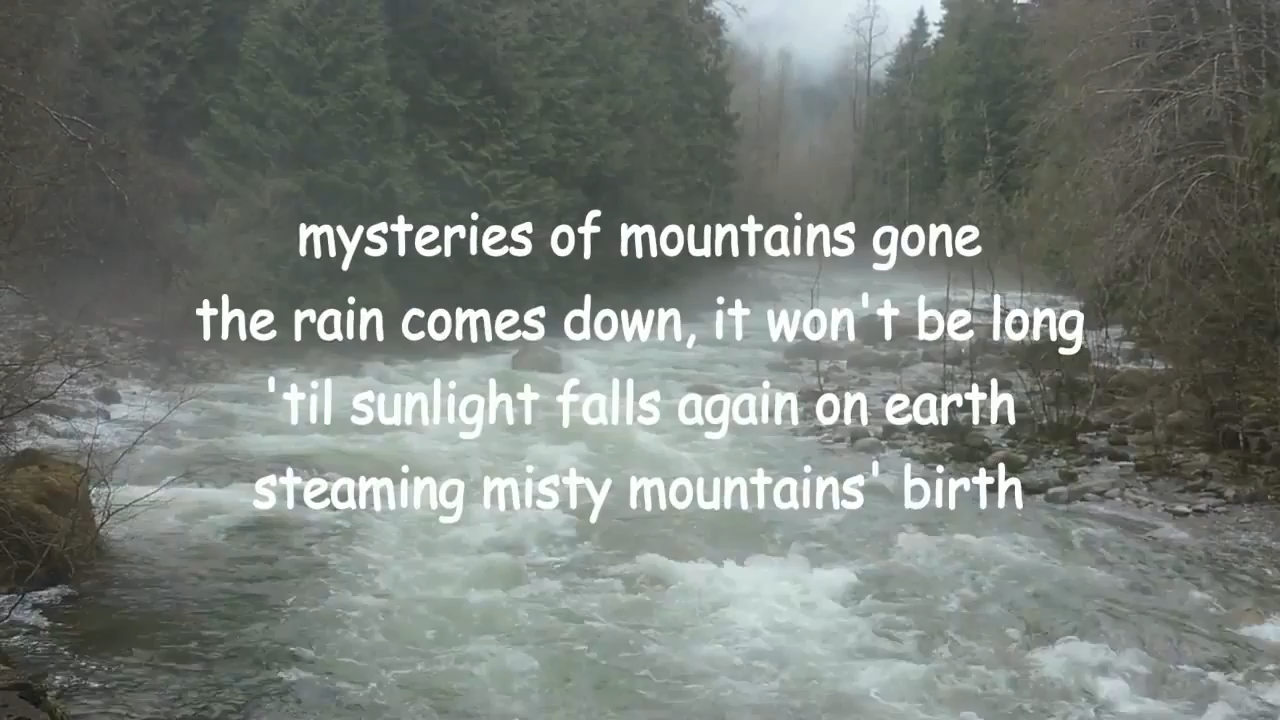 mysteries of mountains gone
the rain comes down, it won't be long
'til sunlight falls again on earth
steaming misty mountains' birth